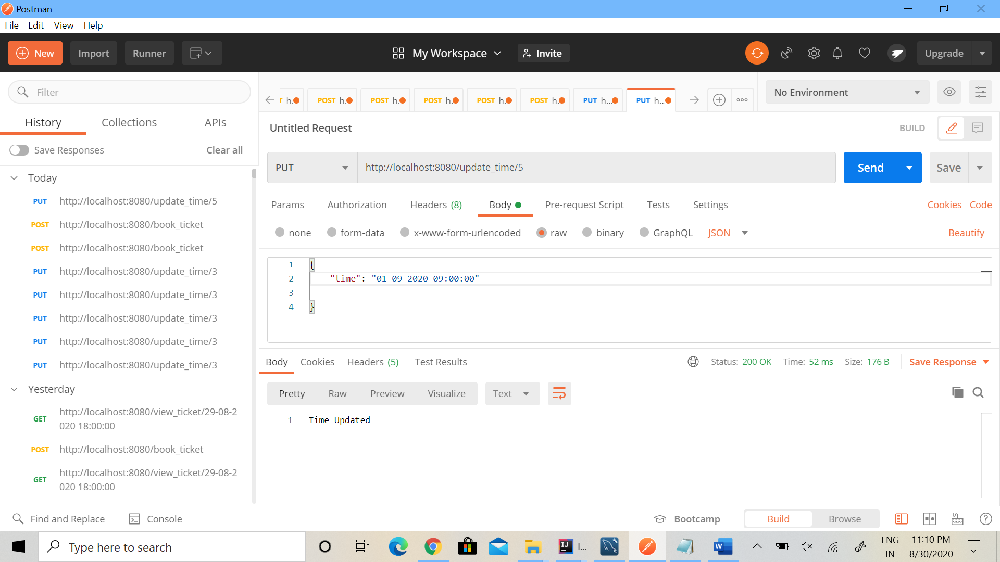 Postman
File Edit View Help
New Import Runner My Workspace Invite Upgrade
Filter
History Collections APIs
Save Responses Clear all
Today
PUT http://localhost:8080/update_time/5
POST http://localhost:8080/book_ticket
POST http://localhost:8080/book_ticket
PUT http://localhost:8080/update_time/3
PUT http://localhost:8080/update_time/3
PUT http://localhost:8080/update_time/3
PUT http://localhost:8080/update_time/3
PUT http://localhost:8080/update_time/3
Yesterday
GET http://localhost:8080/view_ticket/29-08-2
020 18:00:00
POST http://localhost:8080/book_ticket
GET http://localhost:8080/view_ticket/29-08-2
020 18:00:00
T h. POST h. POST h. POST h. POST h. POST h. PUT h... PUT h... No Environment
Untitled Request BUILD
PUT http://localhost:8080/update_time/5 Send Save
Params Authorization Headers (8) Body Pre-request Script Tests Settings Cookies Code
none form-data x-www-form-urlencoded raw binary GraphQL JSON Beautify
1 {
2 "time": "01-09-2020 09:00:00"
3
4 }
Body Cookies Headers (5) Test Results Status: 200 OK Time: 52 ms Size: 176 B Save Response
Pretty Raw Preview Visualize Text
1 Time Updated
Find and Replace Console Bootcamp Build Browse
Type here to search I... ENG 11:10 PM
IN 8/30/2020